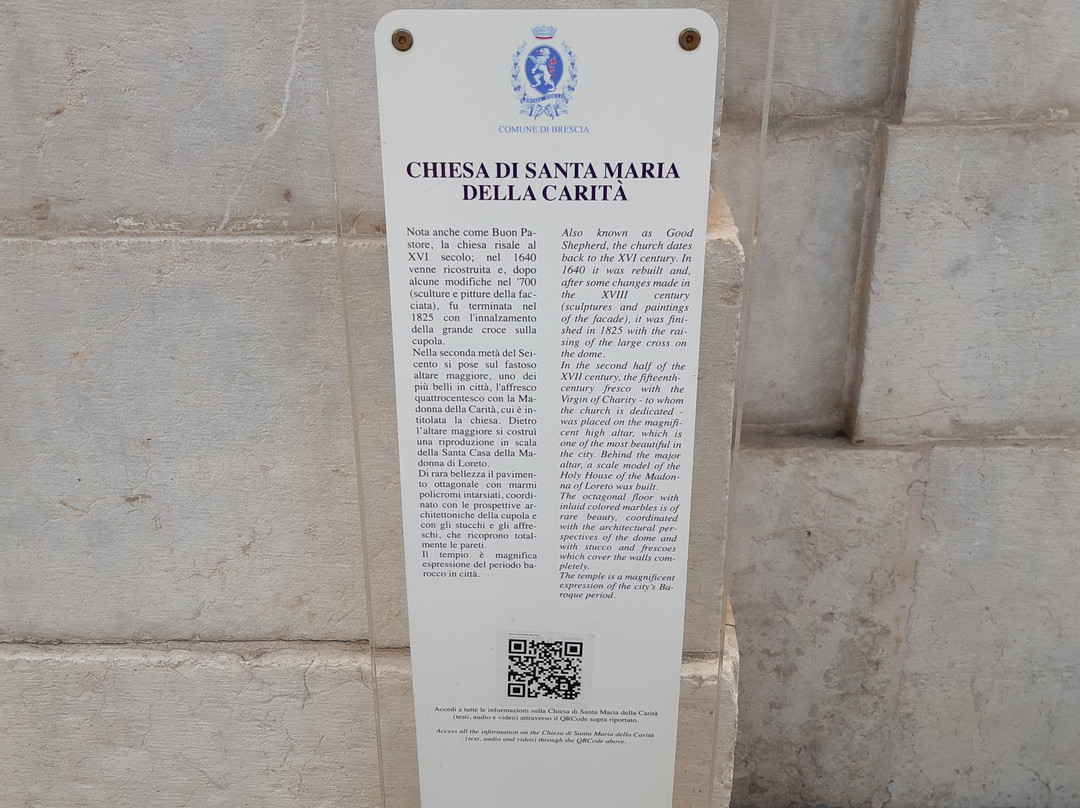 COMUNE DI BRESCIA
CHIESA DI SANTA MARIA
DELLA CARITÀ
Nota anche come Buon Pa-
store, la chiesa risale al
XVI secolo; nel 1640
venne ricostruita e, dopo
alcune modifiche nel '700
(sculture e pitture della fac-
ciata), fu terminata nel
1825 con l'innalzamento
della grande croce sulla
cupola.
Nella seconda metà del Sei-
cento si pose sul fastoso
altare maggiore, uno dei
più belli in città, l'affresco
quattrocentesco con la Ma-
donna della Carità, cui è in-
titolata la chiesa. Dietro
l'altare maggiore si costruì
una riproduzione in scala
della Santa Casa della Ma-
donna di Loreto.
Di rara bellezza il pavimen-
to ottagonale con marmi
policromi intarsiati, coordi-
nato con le prospettive ar-
chitettoniche della cupola e
con gli stucchi e gli affre-
schi, che ricoprono total-
mente le pareti.
Il tempio è magnifica
espressione del periodo ba-
rocco in città.
Also known as Good
Shepherd, the church dates
back to the XVI century. In
1640 it was rebuilt and,
after some changes made in
the XVIII century
(sculptures and paintings
of the facade), it was fini-
shed in 1825 with the rai-
sing of the large cross on
the dome.
In the second half of the
XVII century, the fifteenth-
century fresco with the
Virgin of Charity - to whom
the church is dedicated -
was placed on the magnifi-
cent high altar, which is
one of the most beautiful in
the city. Behind the major
altar, a scale model of the
Holy House of the Madon-
na of Loreto was built.
The octagonal floor with
inlaid colored marbles is of
rare beauty, coordinated
with the architectural per-
spectives of the dome and
with stucco and frescoes
which cover the walls com-
pletely.
The temple is a magnificent
expression of the city's Ba-
roque period.
Accedi a tutte le informazioni sulla Chiesa di Santa Maria della Carità
(testi, audio e video) attraverso il QRCode sopra riportato.
Access all the information on the Chiesa di Santa Maria della Carità
(text, audio and video) through the QRCode above.